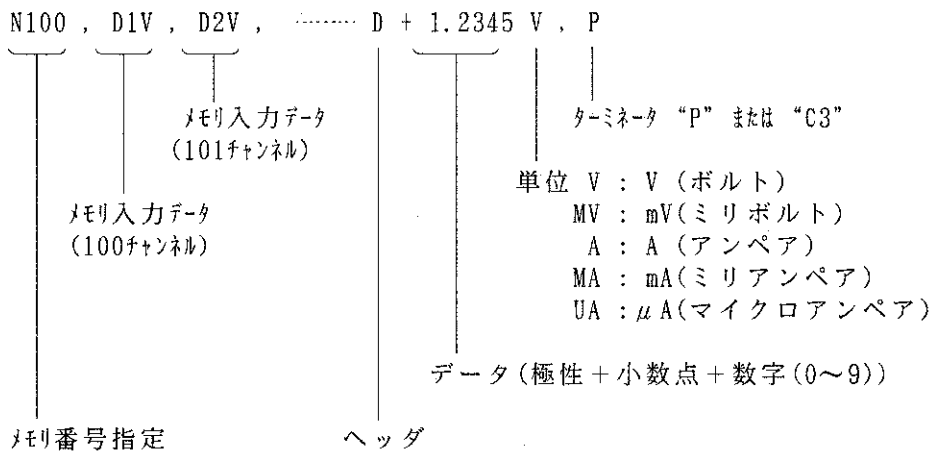 N100 , D1V , D2V , ········ D + 1.2345 V , P
メモリ入力データ
(101チャンネル)
ターミネータ “P” または “C3”
メモリ入力データ
(100チャンネル)
単位 V : V (ボルト)
MV : mV(ミリボルト)
A : A (アンペア)
MA : mA(ミリアンペア)
UA : μA(マイクロアンペア)
データ(極性+小数点+数字(0~9))
メモリ番号指定
ヘッダ